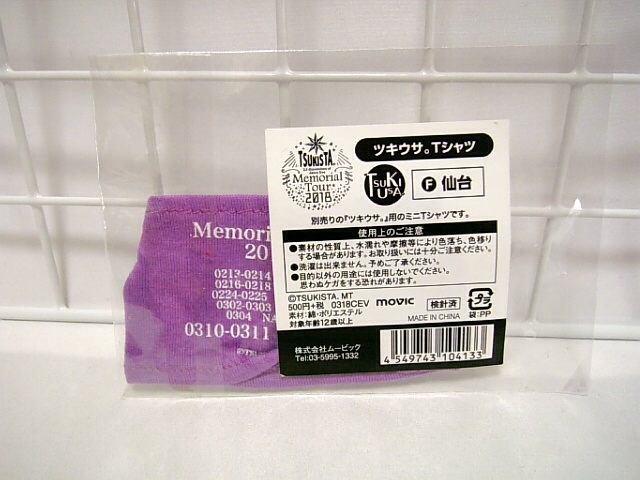 ツキウサ。Tシャツ
TSUKISTA.
Memorial
Tour
2018
TSUKI
USA
F 仙台
別売りの『ツキウサ。』用のミニTシャツです。
使用上のご注意
●素材の性質上、水濡れや摩擦等により色落ち、色移り
する場合があります。お取り扱いには十分ご注意ください。
●洗濯は出来ません。予めご了承ください。
●目的以外の用途には使用しないでください。
思わぬケガをする恐れがあります。
©TSUKISTA. MT
500円+税 0318CEV movic 検針済 プラ
素材:綿・ポリエステル MADE IN CHINA 袋:PP
対象年齢12歳以上
株式会社ムービック
Tel:03-5995-1332
4 549743 104133
Memori
20
0213-0214
0216-0218
0224-0225
0302-0303
0304 NA
0310-0311